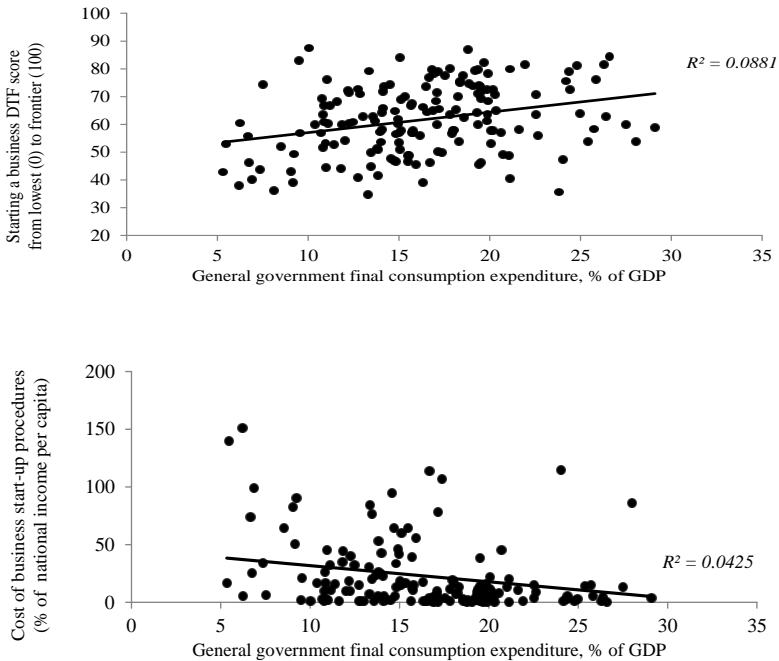 100
90
80
70
60
50
40
30
20
0 5 10 15 20 25 30 35
Starting a business DTF score
from lowest (0) to frontier (100)
R² = 0.0881
General government final consumption expenditure, % of GDP
200
150
100
50
0
0 5 10 15 20 25 30 35
Cost of business start-up procedures
(% of national income per capita)
R² = 0.0425
General government final consumption expenditure, % of GDP